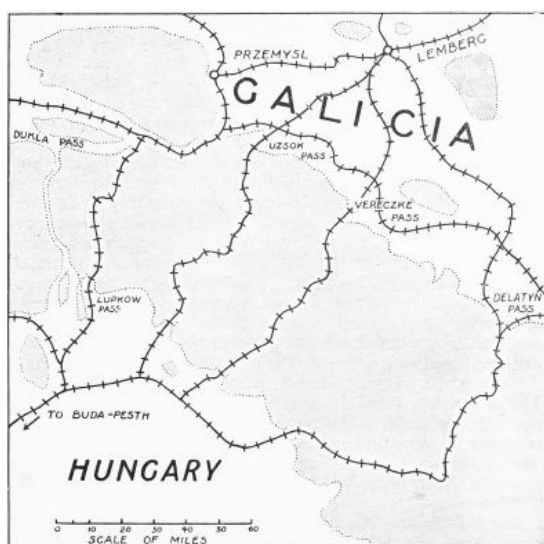 PRZEMYSL
LEMBERG
GALICIA
DUKLA PASS
UZSOK
PASS
VERECZKE
PASS
LUPKOW
PASS
DELATYN
PASS
TO BUDA-PESTH
HUNGARY
0 10 20 30 40 50 60
SCALE OF MILES